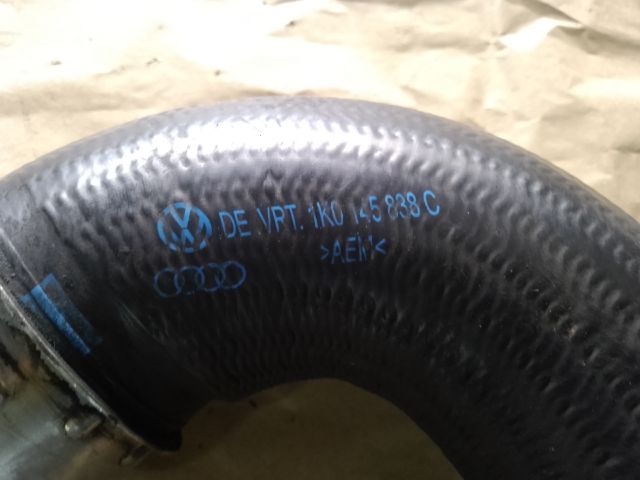 DE VPT. 1K0 145 838 C
>AEM<